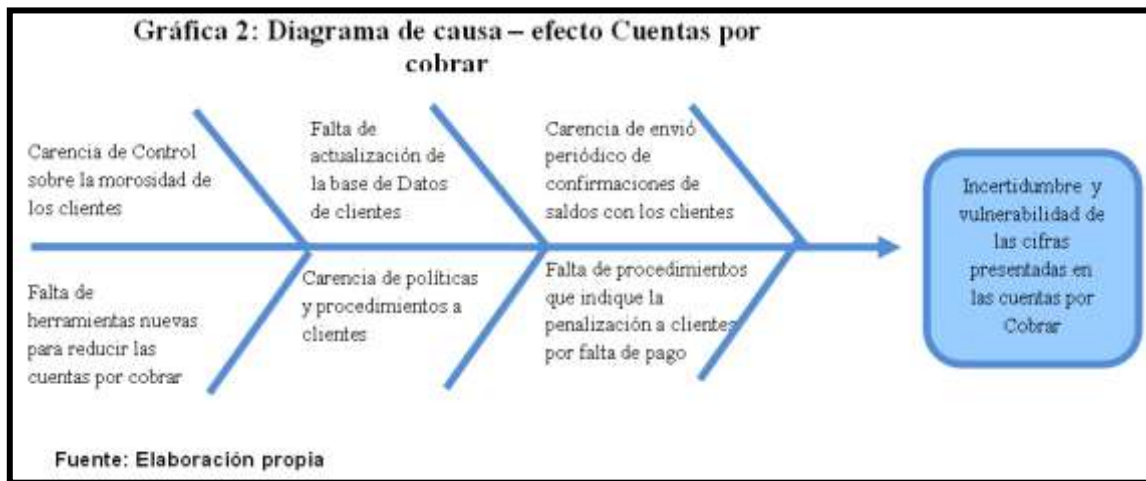 Gráfica 2: Diagrama de causa – efecto Cuentas por
cobrar
Carencia de Control
sobre la morosidad de
los clientes
Falta de
actualización de
la base de Datos
de clientes
Carencia de envió
periódico de
confirmaciones de
saldos con los clientes
Incertidumbre y
vulnerabilidad de
las cifras
presentadas en
las cuentas por
Cobrar
Falta de
herramientas nuevas
para reducir las
cuentas por cobrar
Carencia de políticas
y procedimientos a
clientes
Falta de procedimientos
que indique la
penalización a clientes
por falta de pago
Fuente: Elaboración propia